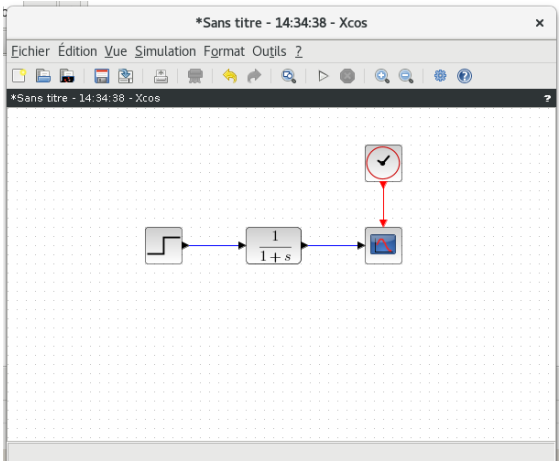 *Sans titre - 14:34:38 - Xcos
Fichier Édition Vue Simulation Format Outils ?
*Sans titre - 14:34:38 - Xcos ?
1
1+s